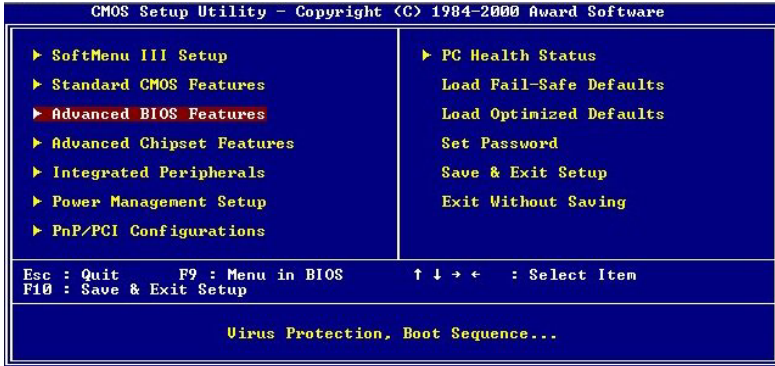 CMOS Setup Utility - Copyright (C) 1984-2000 Award Software
▶ SoftMenu III Setup
▶ Standard CMOS Features
▶ Advanced BIOS Features
▶ Advanced Chipset Features
▶ Integrated Peripherals
▶ Power Management Setup
▶ PnP/PCI Configurations
▶ PC Health Status
Load Fail-Safe Defaults
Load Optimized Defaults
Set Password
Save & Exit Setup
Exit Without Saving
Esc : Quit F9 : Menu in BIOS ↑ ↓ → ← : Select Item
F10 : Save & Exit Setup
Virus Protection, Boot Sequence...